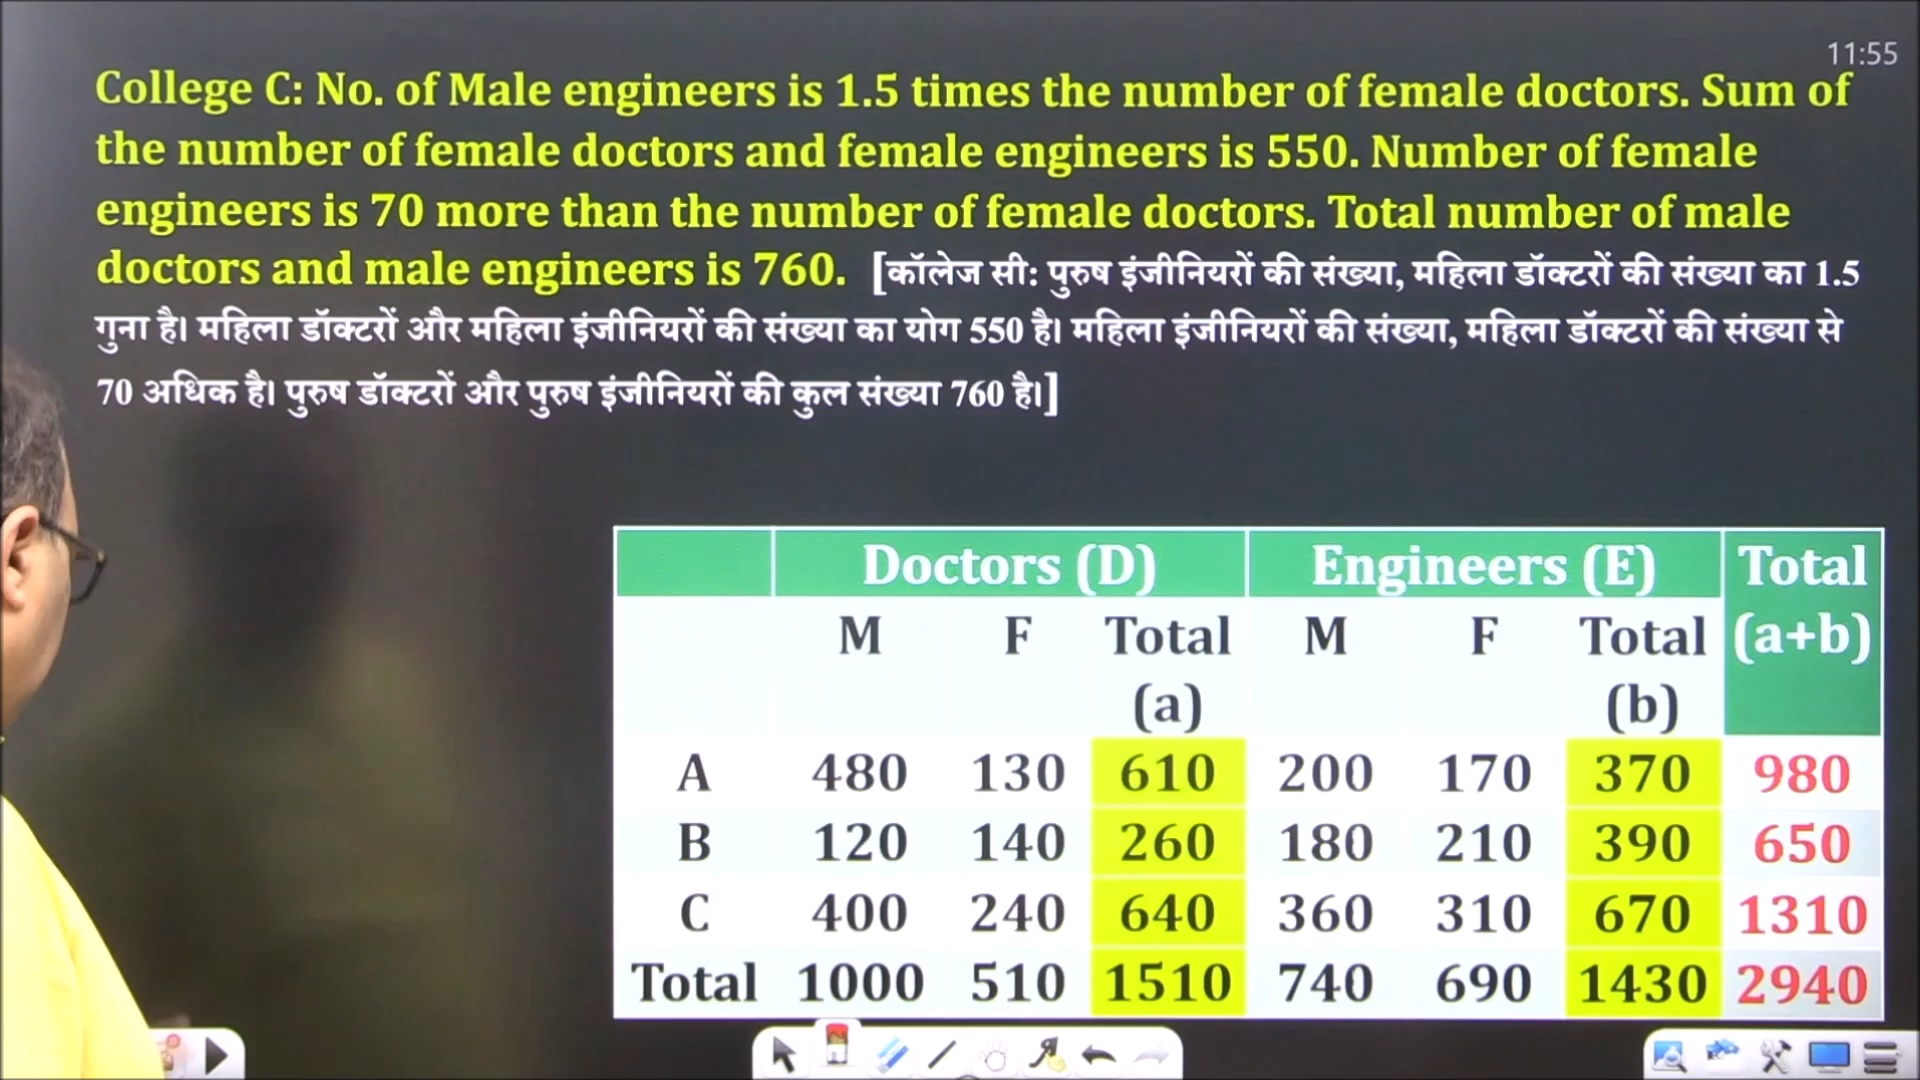 11:55
College C: No. of Male engineers is 1.5 times the number of female doctors. Sum of
the number of female doctors and female engineers is 550. Number of female
engineers is 70 more than the number of female doctors. Total number of male
doctors and male engineers is 760. [कॉलेज सी: पुरुष इंजीनियरों की संख्या, महिला डॉक्टरों की संख्या का 1.5
गुना है। महिला डॉक्टरों और महिला इंजीनियरों की संख्या का योग 550 है। महिला इंजीनियरों की संख्या, महिला डॉक्टरों की संख्या से
70 अधिक है। पुरुष डॉक्टरों और पुरुष इंजीनियरों की कुल संख्या 760 है।]
Doctors (D) Engineers (E) Total
M F Total M F Total (a+b)
(a) (b)
A 480 130 610 200 170 370 980
B 120 140 260 180 210 390 650
C 400 240 640 360 310 670 1310
Total 1000 510 1510 740 690 1430 2940